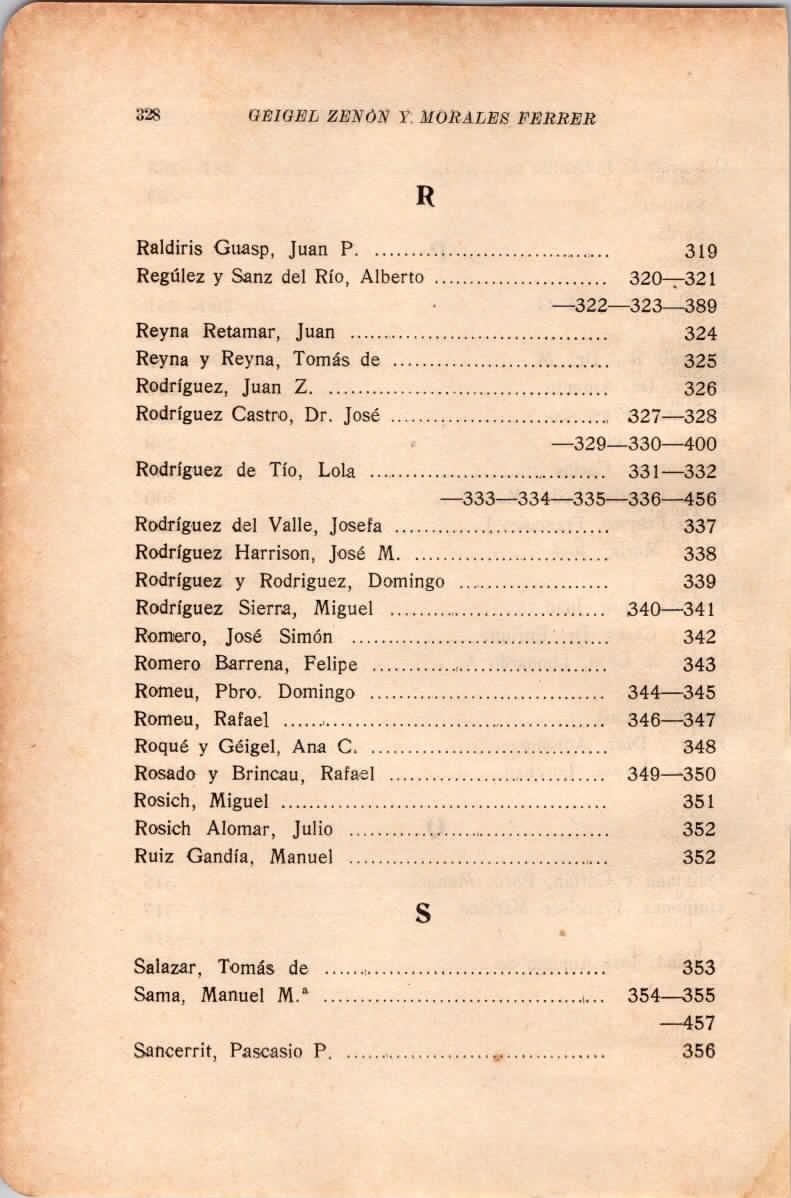 328 GEIGEL ZENÓN Y MORALES FERRER
R
Raldiris Guasp, Juan P. .................................. 319
Regúlez y Sanz del Río, Alberto ......................... 320—321
—322—323—389
Reyna Retamar, Juan ..................................... 324
Reyna y Reyna, Tomás de ............................... 325
Rodríguez, Juan Z. ....................................... 326
Rodríguez Castro, Dr. José ............................... 327—328
—329—330—400
Rodríguez de Tío, Lola .................................. 331—332
—333—334—335—336—456
Rodríguez del Valle, Josefa ............................... 337
Rodríguez Harrison, José M. ............................ 338
Rodríguez y Rodriguez, Domingo ..................... 339
Rodríguez Sierra, Miguel ............................... 340—341
Romero, José Simón ..................................... 342
Romero Barrena, Felipe .................................. 343
Romeu, Pbro. Domingo .................................. 344—345
Romeu, Rafael ............................................. 346—347
Roqué y Géigel, Ana C. .................................. 348
Rosado y Brincau, Rafael ............................... 349—350
Rosich, Miguel ............................................. 351
Rosich Alomar, Julio ..................................... 352
Ruiz Gandía, Manuel ..................................... 352
S
Salazar, Tomás de ........................................ 353
Sama, Manuel M.ª ........................................ 354—355
—457
Sancerrit, Pascasio P. ..................................... 356